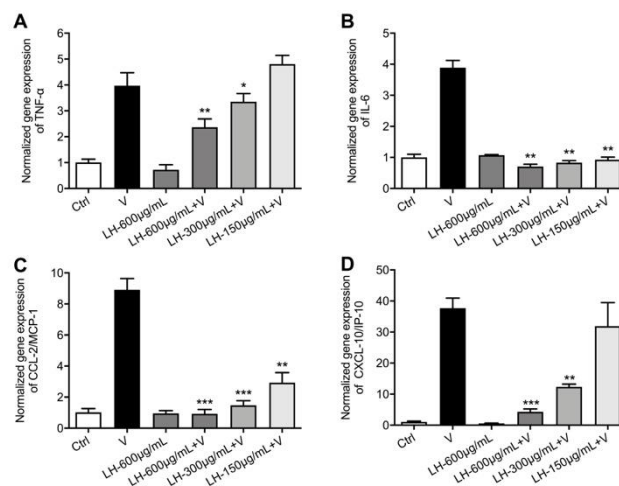 A
Normalized gene expression
of TNF-α
6
5
4
3
2
1
0
**
*
Ctrl
V
LH-600μg/mL
LH-600μg/mL+V
LH-300μg/mL+V
LH-150μg/mL+V
B
Normalized gene expression
of IL-6
5
4
3
2
1
0
**
**
**
Ctrl
V
LH-600μg/mL
LH-600μg/mL+V
LH-300μg/mL+V
LH-150μg/mL+V
C
Normalized gene expression
of CCL-2/MCP-1
10
8
6
4
2
0
***
***
**
Ctrl
V
LH-600μg/mL
LH-600μg/mL+V
LH-300μg/mL+V
LH-150μg/mL+V
D
Normalized gene expression
of CXCL-10/IP-10
50
40
30
20
10
0
***
**
Ctrl
V
LH-600μg/mL
LH-600μg/mL+V
LH-300μg/mL+V
LH-150μg/mL+V